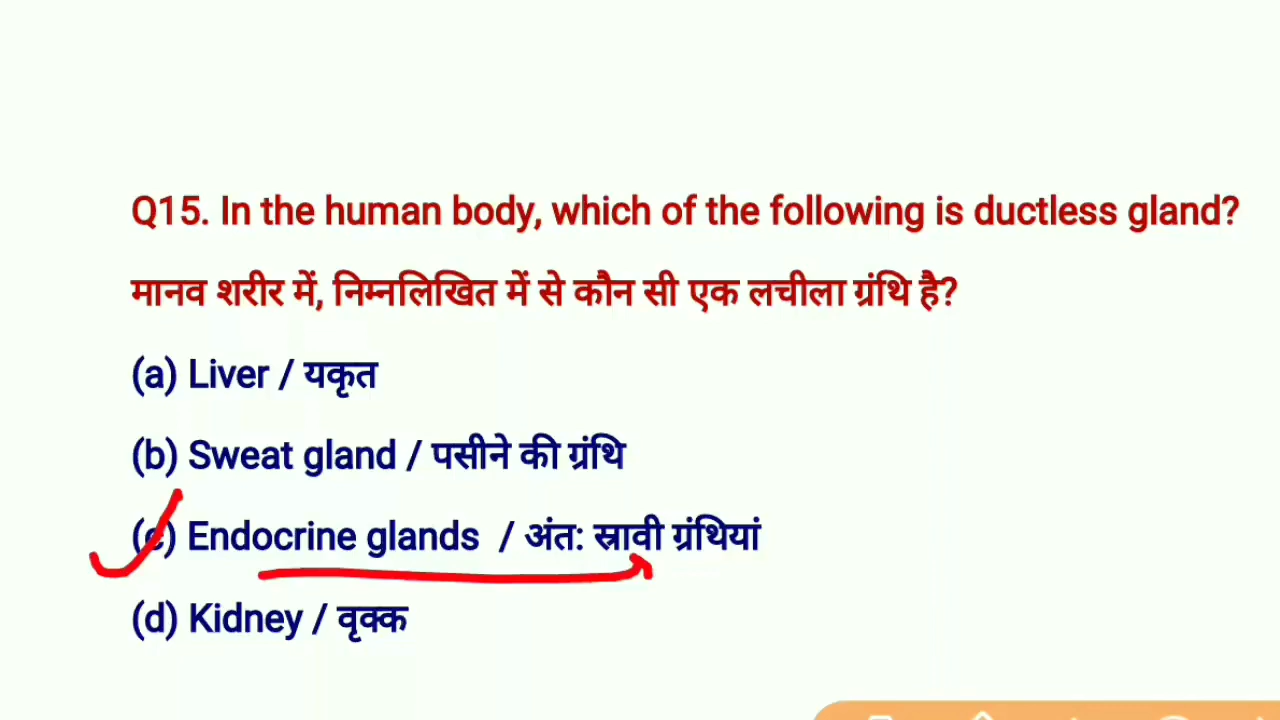 Q15. In the human body, which of the following is ductless gland?
मानव शरीर में, निम्नलिखित में से कौन सी एक लचीला ग्रंथि है?
(a) Liver / यकृत
(b) Sweat gland / पसीने की ग्रंथि
(c) Endocrine glands / अंत: स्रावी ग्रंथियां
(d) Kidney / वृक्क